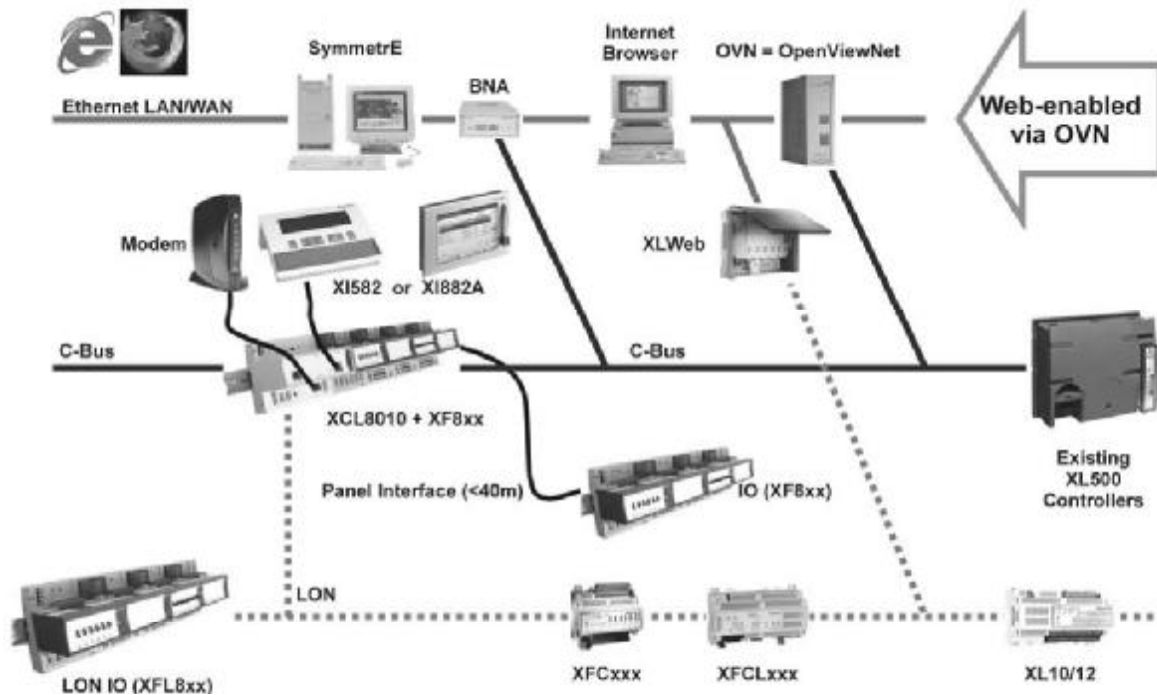 SymmetrE
Internet
Browser
OVN = OpenViewNet
BNA
Ethernet LAN/WAN
Web-enabled
via OVN
Modem
XLWeb
XI582 or XI882A
C-Bus
C-Bus
XCL8010 + XF8xx
Panel Interface (<40m)
IO (XF8xx)
Existing
XL500
Controllers
LON
XFCxxx
XFCLxxx
XL10/12
LON IO (XFL8xx)